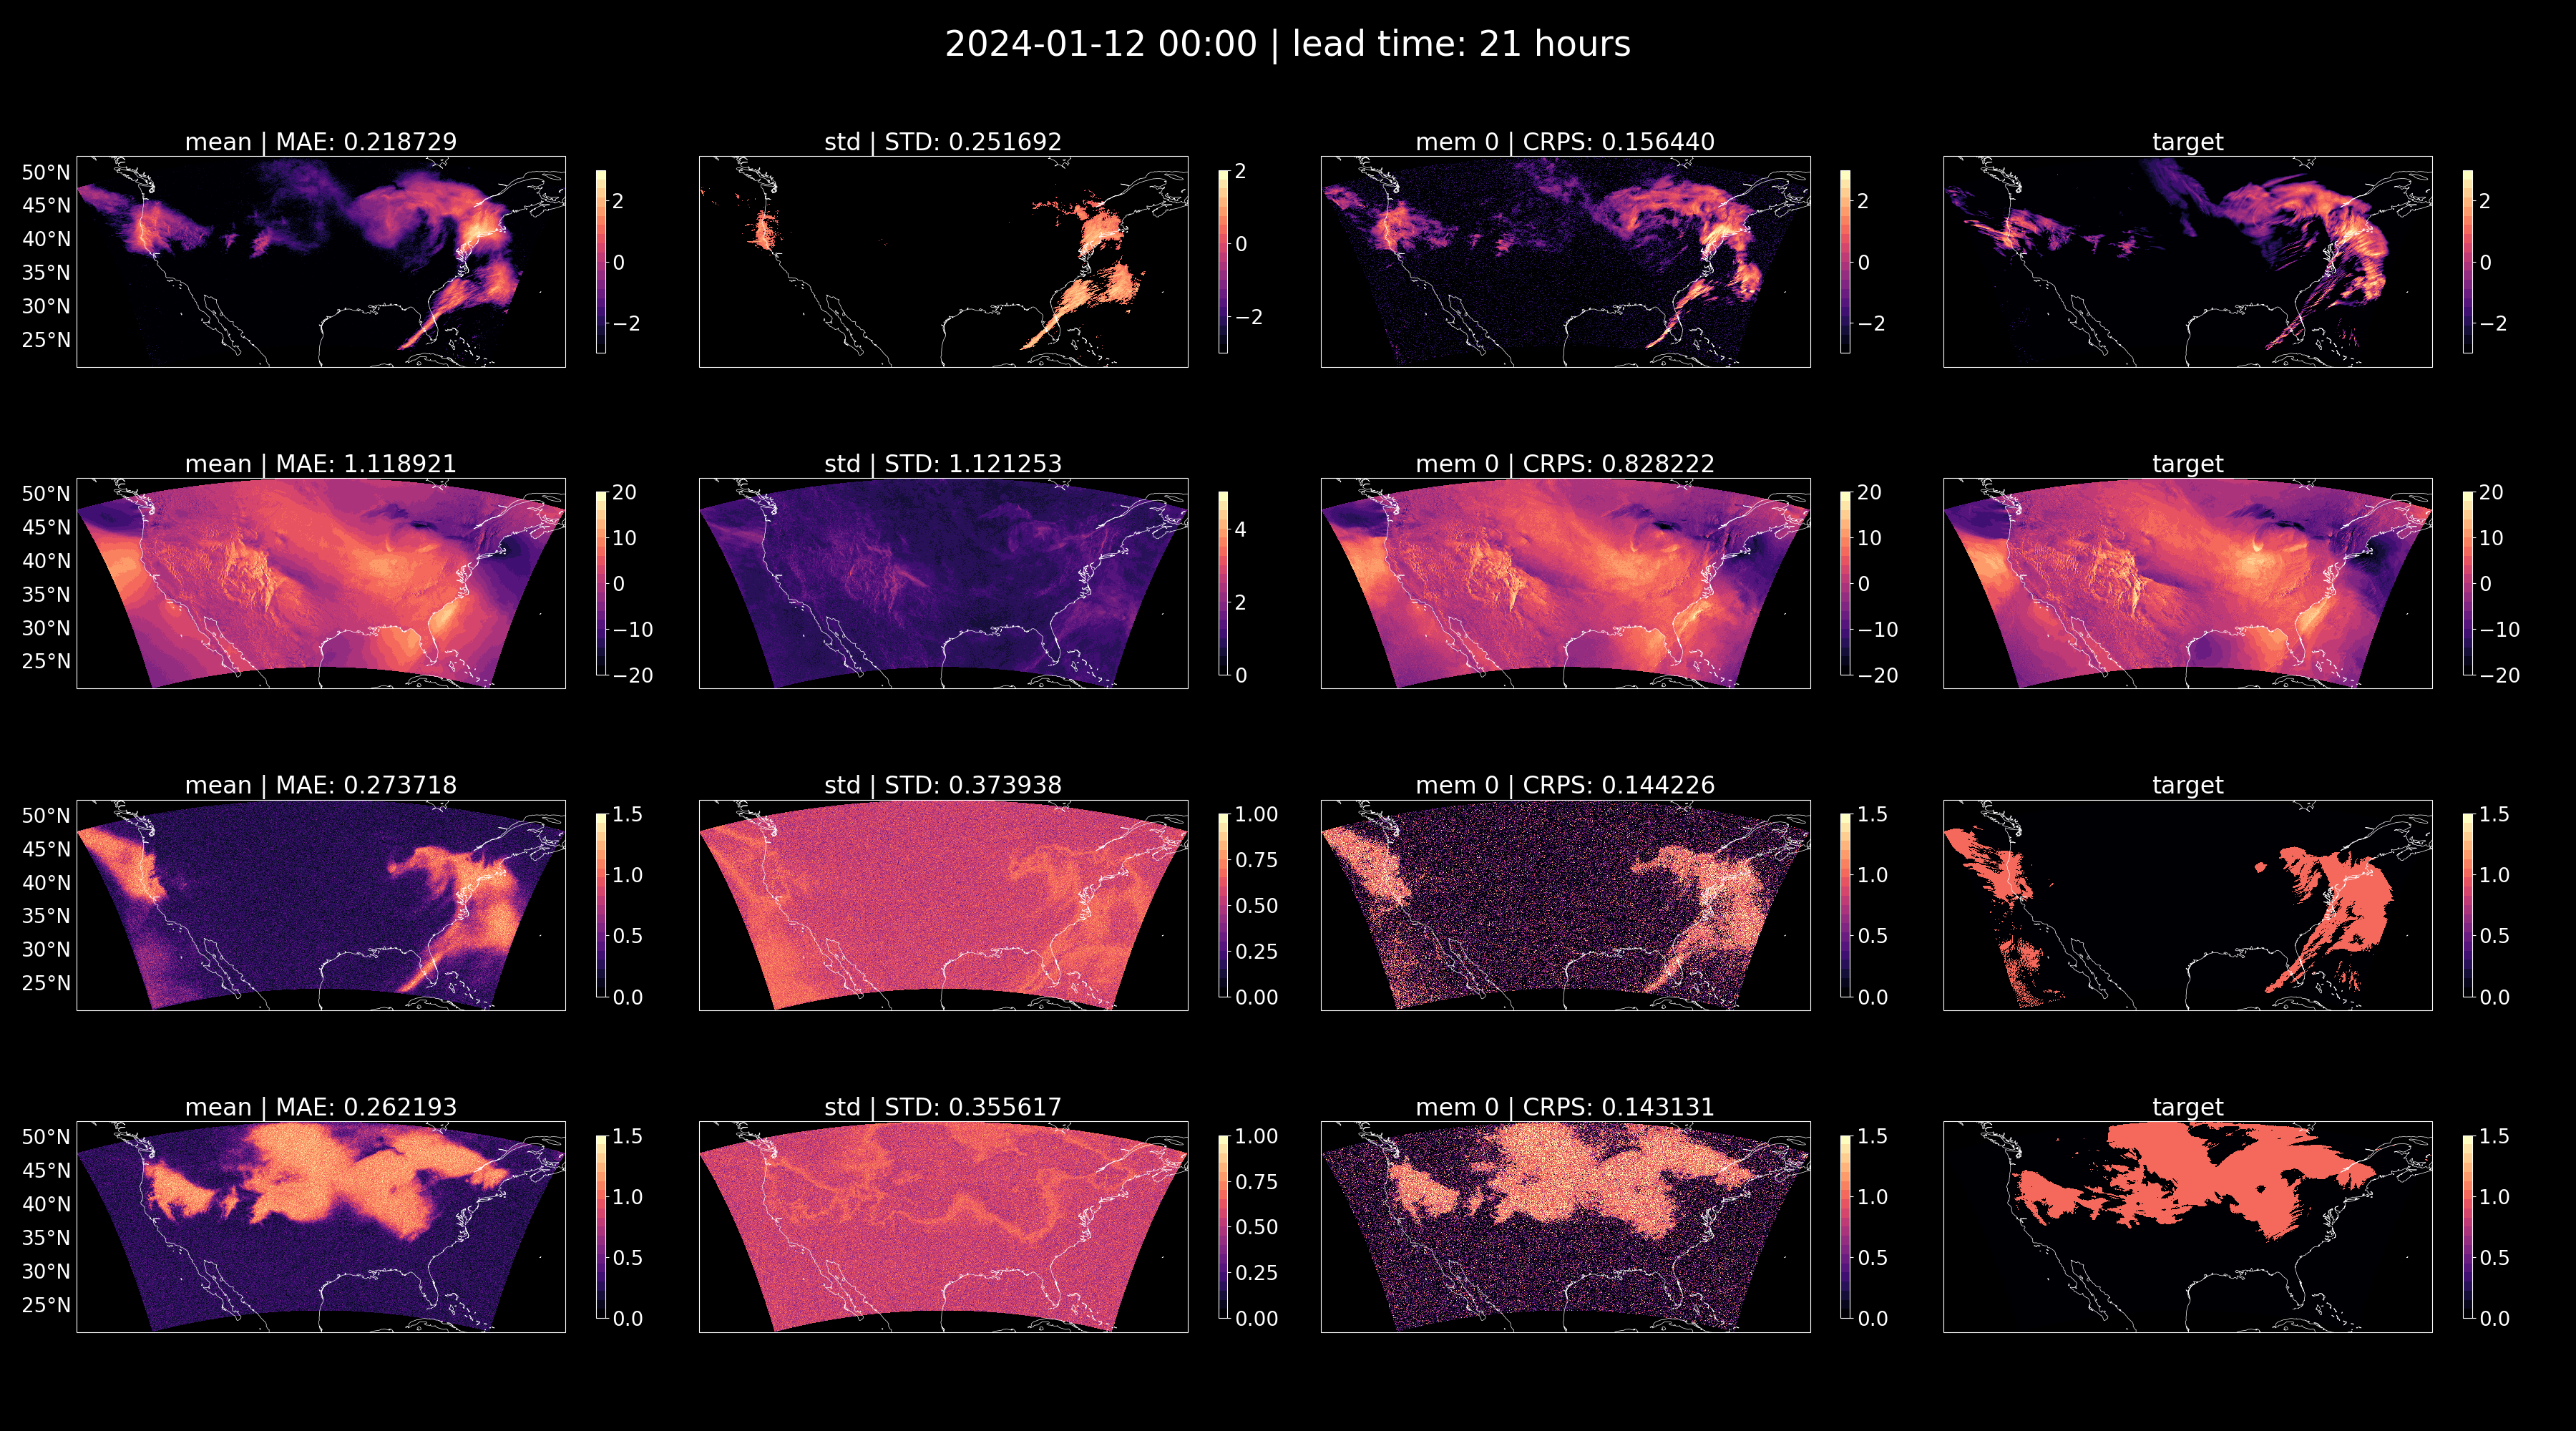 2024-01-12 00:00 | lead time: 21 hours
mean | MAE: 0.218729
50°N
45°N
40°N
35°N
30°N
25°N
2
0
−2
std | STD: 0.251692
2
0
−2
mem 0 | CRPS: 0.156440
2
0
−2
target
2
0
−2
mean | MAE: 1.118921
50°N
45°N
40°N
35°N
30°N
25°N
20
10
0
−10
−20
std | STD: 1.121253
4
2
0
mem 0 | CRPS: 0.828222
20
10
0
−10
−20
target
20
10
0
−10
−20
mean | MAE: 0.273718
50°N
45°N
40°N
35°N
30°N
25°N
1.5
1.0
0.5
0.0
std | STD: 0.373938
1.00
0.75
0.50
0.25
0.00
mem 0 | CRPS: 0.144226
1.5
1.0
0.5
0.0
target
1.5
1.0
0.5
0.0
mean | MAE: 0.262193
50°N
45°N
40°N
35°N
30°N
25°N
1.5
1.0
0.5
0.0
std | STD: 0.355617
1.00
0.75
0.50
0.25
0.00
mem 0 | CRPS: 0.143131
1.5
1.0
0.5
0.0
target
1.5
1.0
0.5
0.0